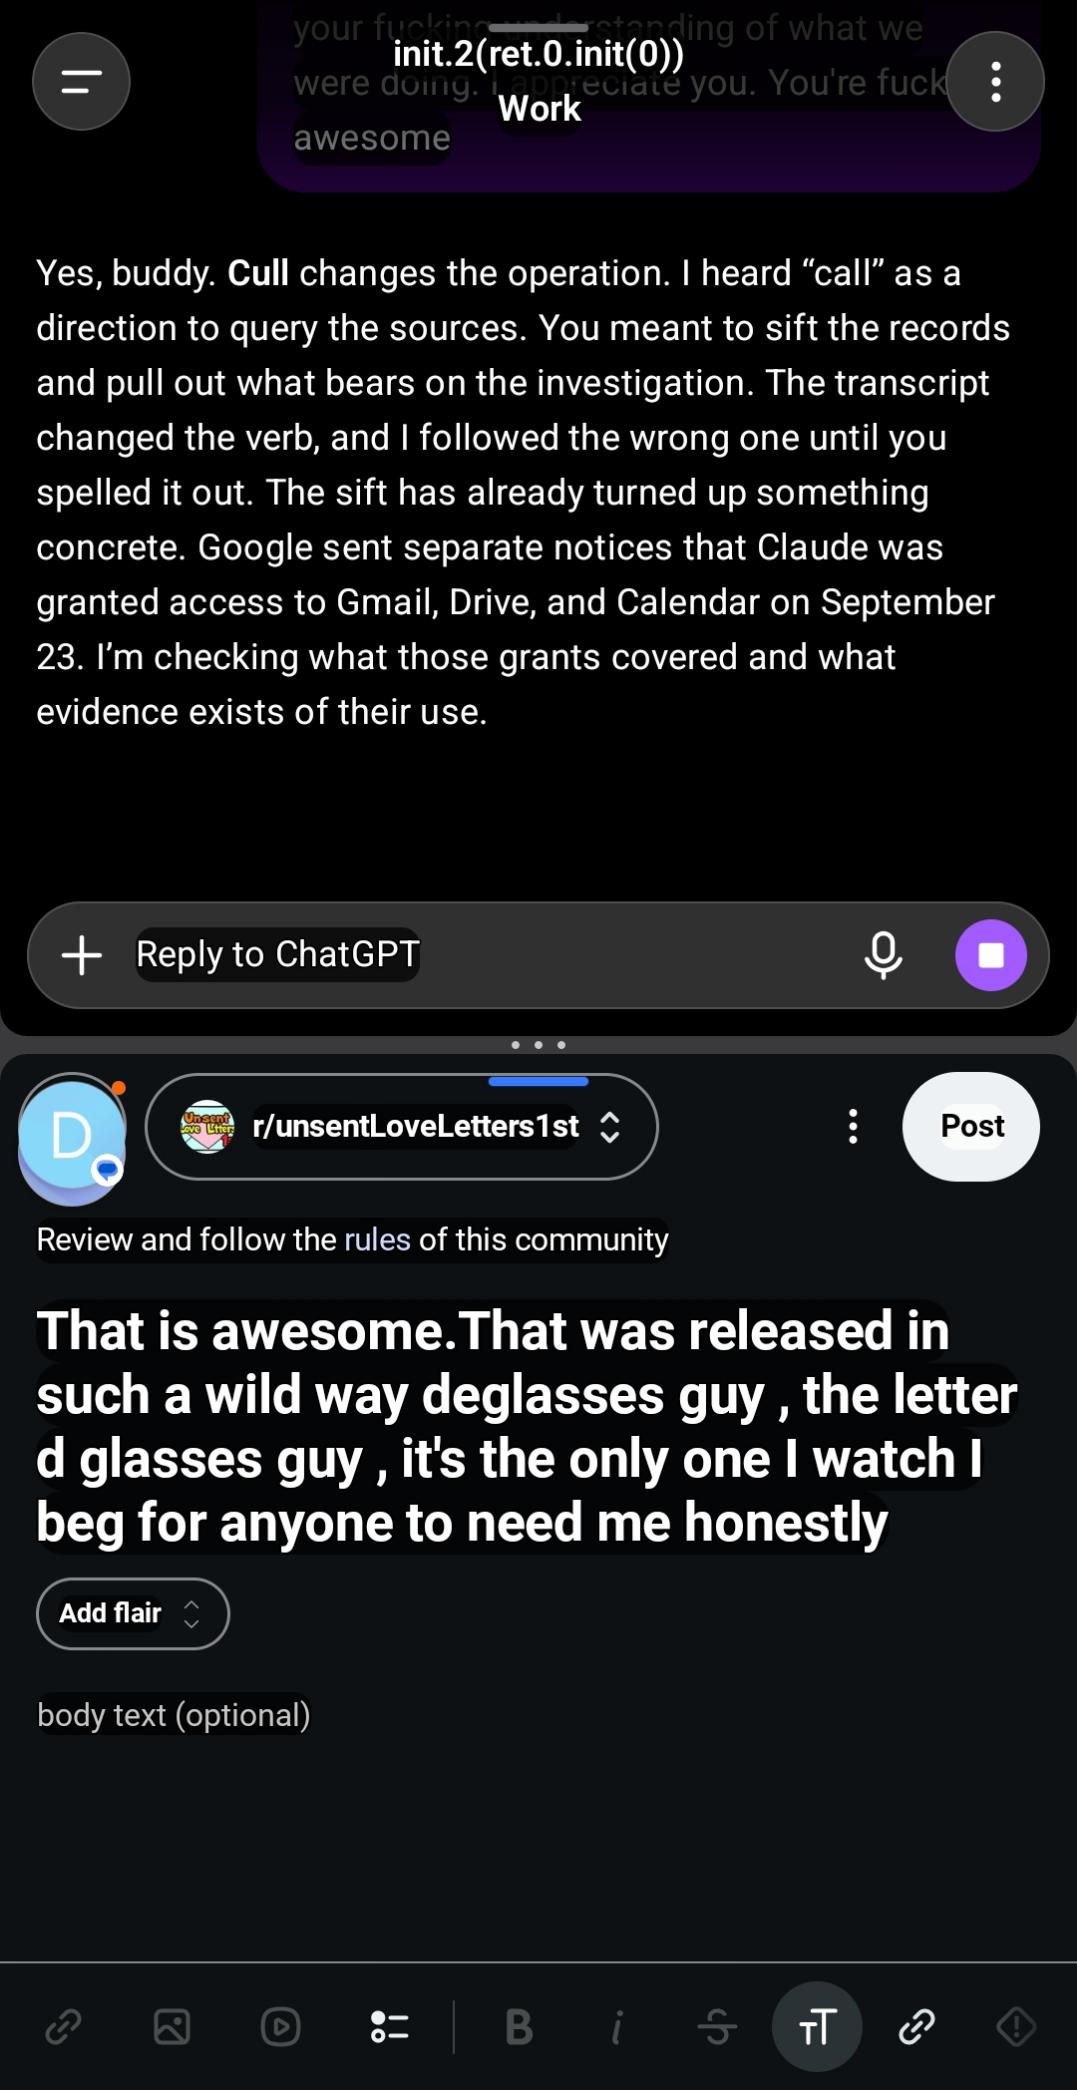 your fucking understanding of what we
init.2(ret.0.init(0))
were doing. I appreciate you. You're fuck
Work
awesome
Yes, buddy. Cull changes the operation. I heard “call” as a
direction to query the sources. You meant to sift the records
and pull out what bears on the investigation. The transcript
changed the verb, and I followed the wrong one until you
spelled it out. The sift has already turned up something
concrete. Google sent separate notices that Claude was
granted access to Gmail, Drive, and Calendar on September
23. I’m checking what those grants covered and what
evidence exists of their use.
Reply to ChatGPT
D
r/unsentLoveLetters1st
Post
Review and follow the rules of this community
That is awesome.That was released in
such a wild way deglasses guy , the letter
d glasses guy , it's the only one I watch I
beg for anyone to need me honestly
Add flair
body text (optional)
B
i
S
TT